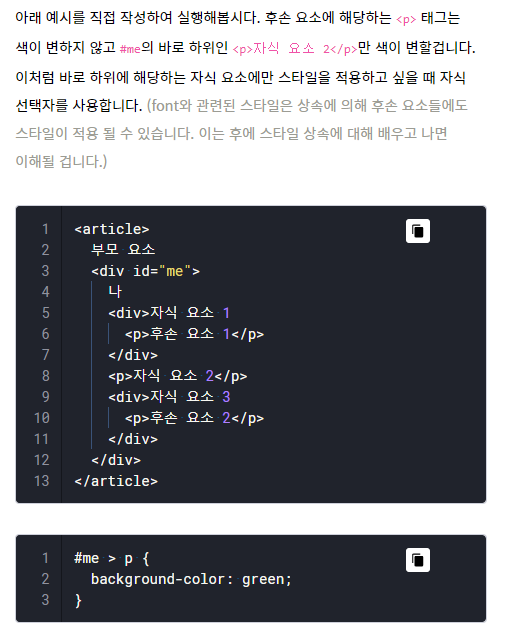 아래 예시를 직접 작성하여 실행해봅시다. 후손 요소에 해당하는 <p> 태그는
색이 변하지 않고 #me의 바로 하위인 <p>자식 요소 2</p>만 색이 변할겁니다.
이처럼 바로 하위에 해당하는 자식 요소에만 스타일을 적용하고 싶을 때 자식
선택자를 사용합니다. (font와 관련된 스타일은 상속에 의해 후손 요소들에도
스타일이 적용 될 수 있습니다. 이는 후에 스타일 상속에 대해 배우고 나면
이해될 겁니다.)
1 <article>
2 부모 요소
3 <div id="me">
4 나
5 <div>자식 요소 1
6 <p>후손 요소 1</p>
7 </div>
8 <p>자식 요소 2</p>
9 <div>자식 요소 3
10 <p>후손 요소 2</p>
11 </div>
12 </div>
13 </article>
1 #me > p {
2 background-color: green;
3 }